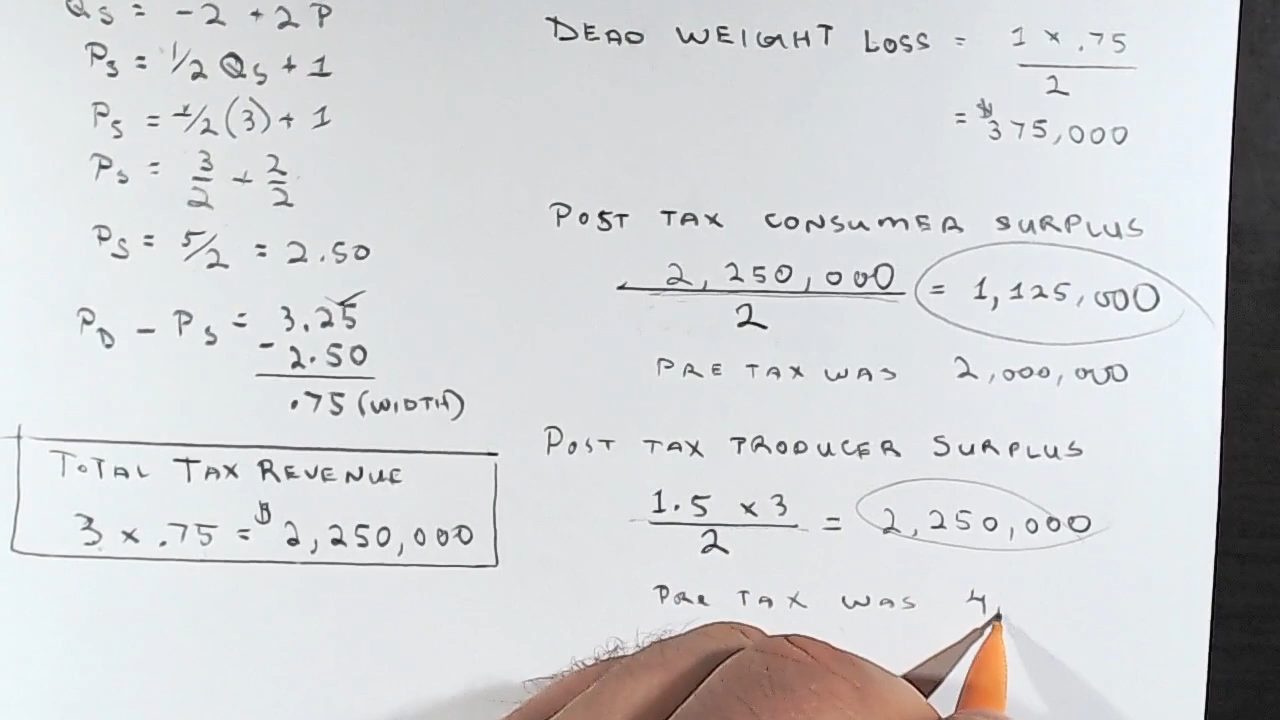 QS = -2 + 2P
PS = 1/2 QS + 1
PS = 1/2 (3) + 1
PS = 3/2 + 2/2
PS = 5/2 = 2.50
PD - PS = 3.25
- 2.50
.75 (WIDTH)
TOTAL TAX REVENUE
3 x .75 = $2,250,000
DEAD WEIGHT LOSS = 1 x .75
2
= $375,000
POST TAX CONSUMER SURPLUS
2,250,000 = 1,125,000
2
PRE TAX WAS 2,000,000
POST TAX PRODUCER SURPLUS
1.5 x 3 = 2,250,000
2
PRE TAX WAS 4,